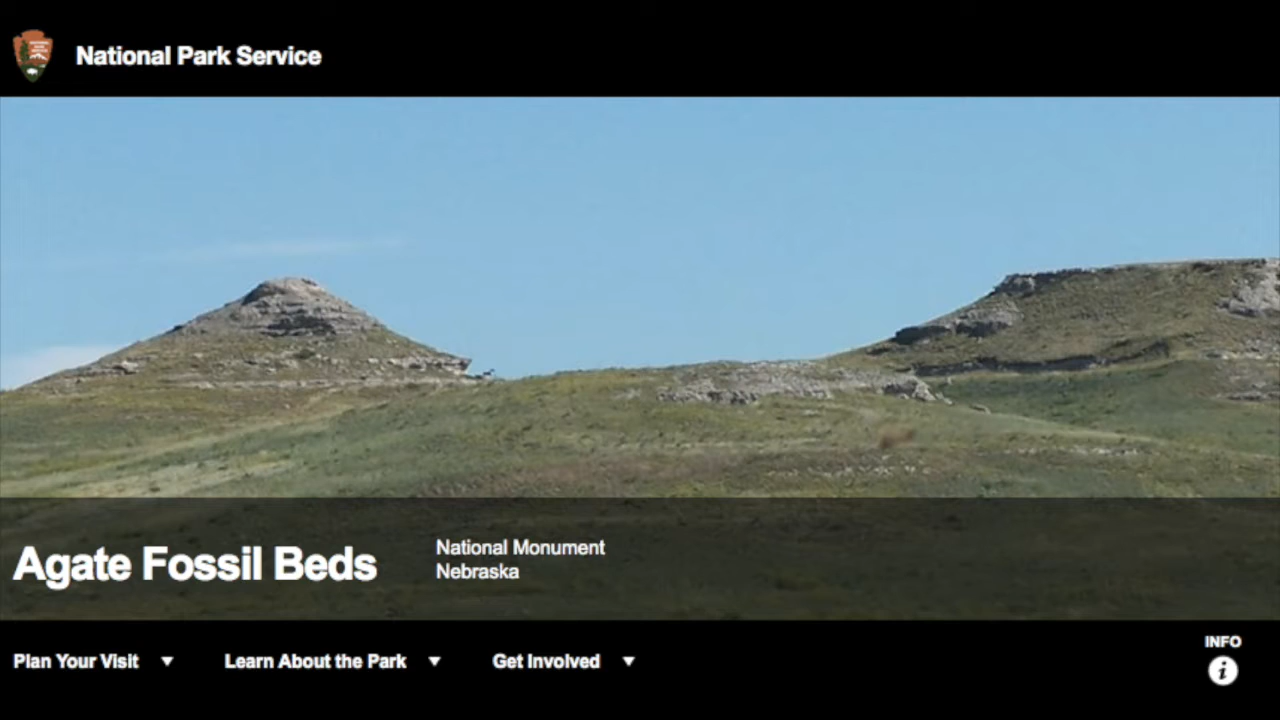 National Park Service
Agate Fossil Beds
National Monument
Nebraska
Plan Your Visit
Learn About the Park
Get Involved
INFO
i